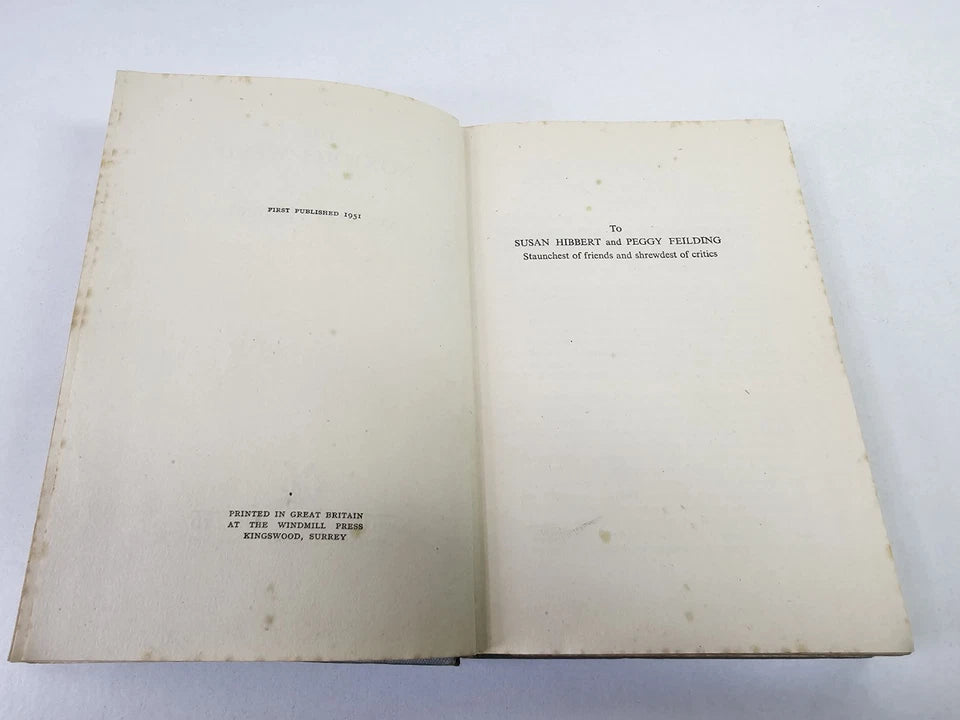 FIRST PUBLISHED 1951
PRINTED IN GREAT BRITAIN
AT THE WINDMILL PRESS
KINGSWOOD, SURREY
To
SUSAN HIBBERT and PEGGY FEILDING
Staunchest of friends and shrewdest of critics